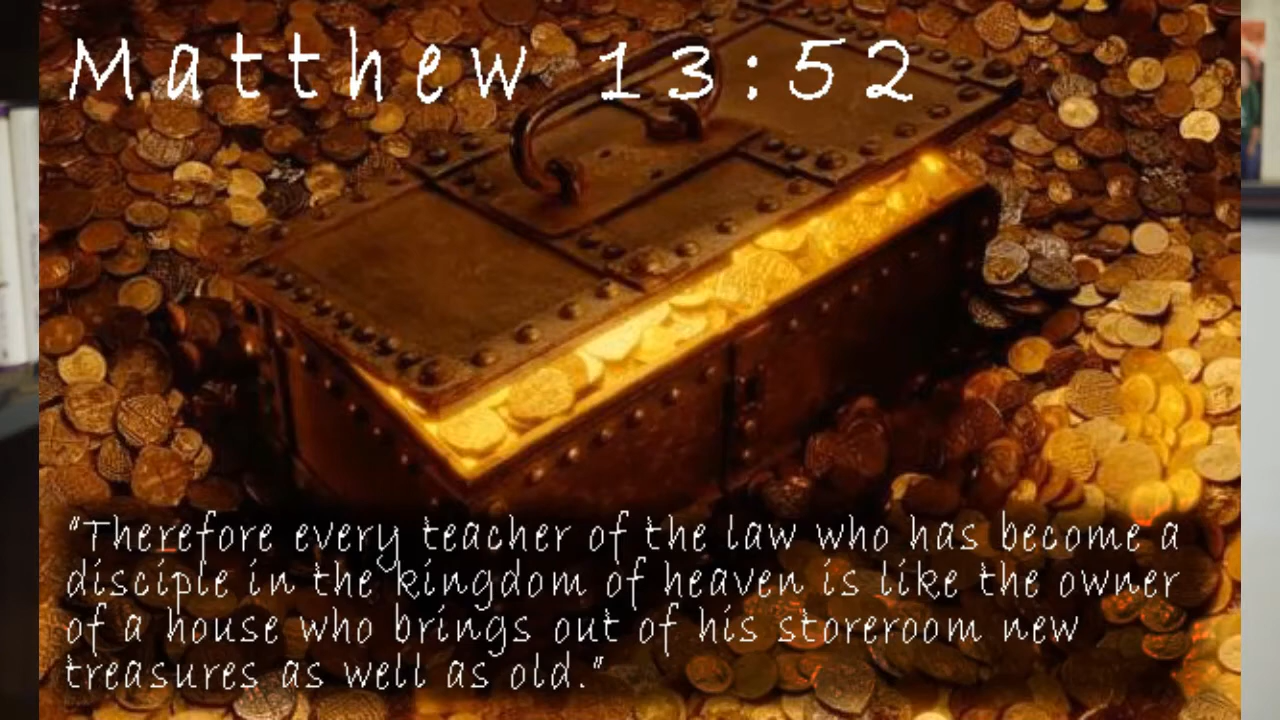 Matthew 13:52
"Therefore every teacher of the law who has become a
disciple in the kingdom of heaven is like the owner
of a house who brings out of his storeroom new
treasures as well as old."